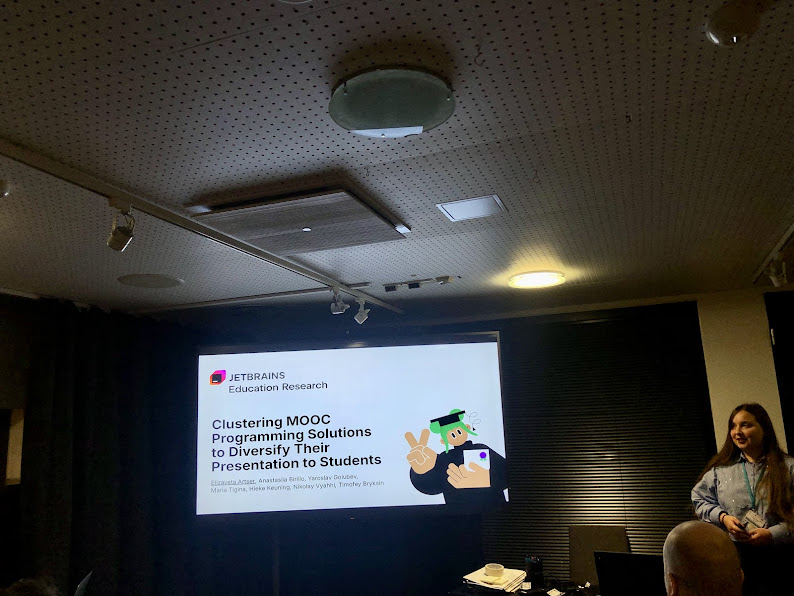 JETBRAINS
Education Research
Clustering MOOC
Programming Solutions
to Diversify Their
Presentation to Students
Elizaveta Artser, Anastasiia Birillo, Yaroslav Golubev,
Maria Tigina, Hieke Keuning, Nikolay Vyahhi, Timofey Bryksin